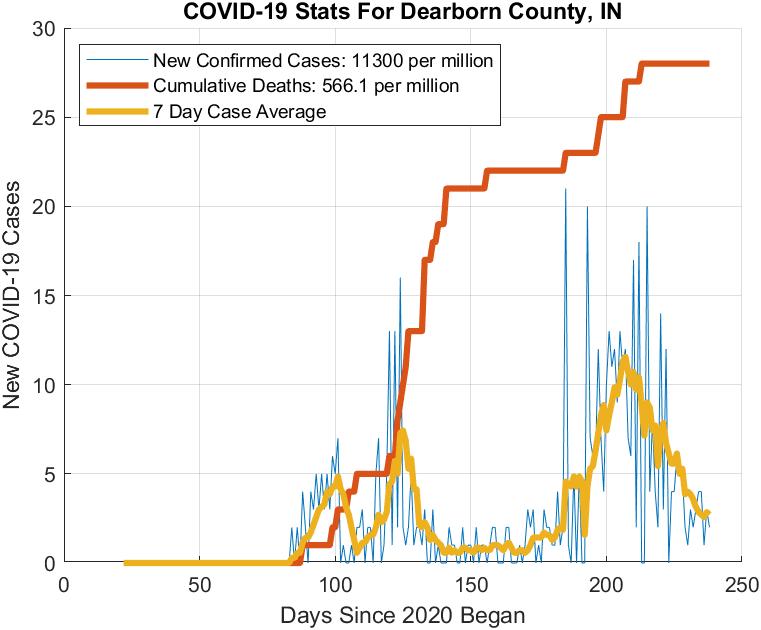 COVID-19 Stats For Dearborn County, IN
New Confirmed Cases: 11300 per million
Cumulative Deaths: 566.1 per million
7 Day Case Average
New COVID-19 Cases
30
25
20
15
10
5
0
0 50 100 150 200 250
Days Since 2020 Began